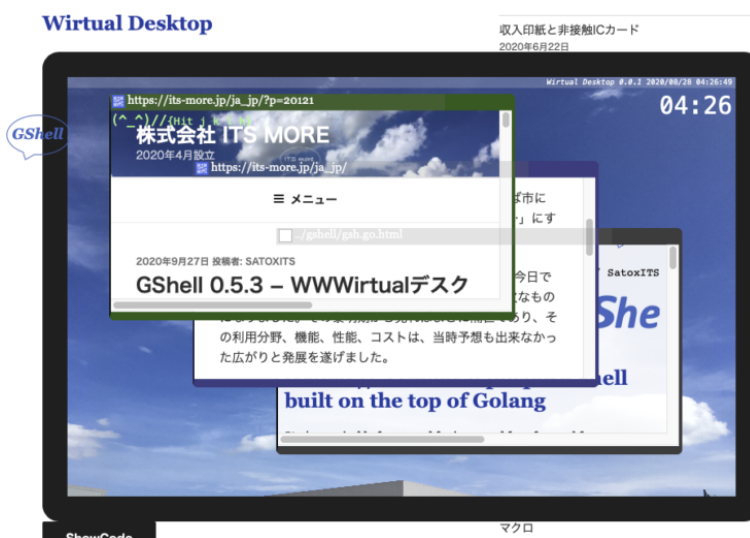 Wirtual Desktop
収入印紙と非接触ICカード
2020年6月22日
Wirtual Desktop 0.0.1 2020/08/28 04:26:49
04:26
https://its-more.jp/ja_jp/?p=20121
(^_^)//{Hit j k
株式会社 ITS MORE
2020年4月設立
GShell
https://its-more.jp/ja_jp/
☰ メニュー
ば市に
」にす
../gshell/gsh.go.html
2020年9月27日 投稿者: SATOXITS
GShell 0.5.3 – WWWirtualデスク
SatoxITS
今日で
なもの
She
り、そ
の利用分野、機能、性能、コストは、当時予想も出来なかっ
た広がりと発展を遂げました。
ell
built on the top of Golang
マクロ
ShowCode